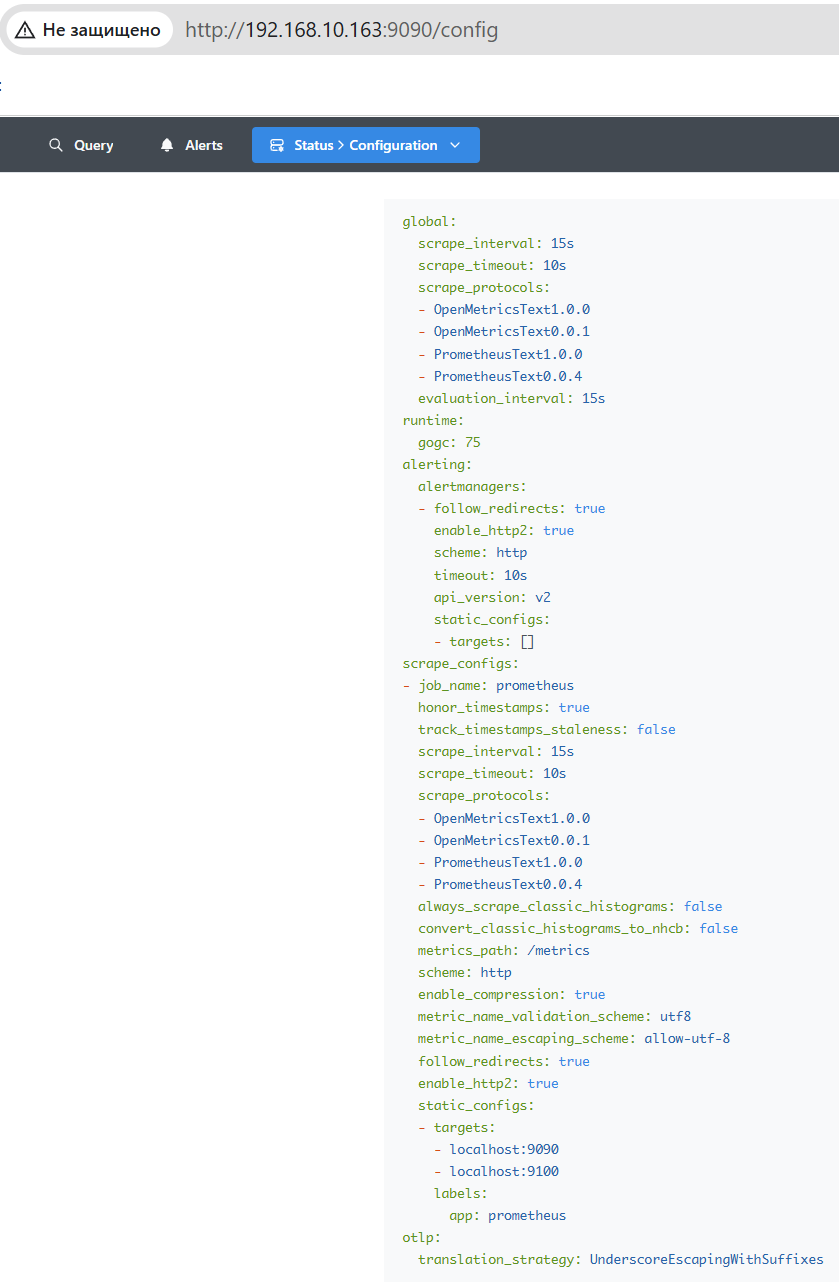 Не защищено http://192.168.10.163:9090/config
:
Query Alerts Status > Configuration
global:
  scrape_interval: 15s
  scrape_timeout: 10s
  scrape_protocols:
  - OpenMetricsText1.0.0
  - OpenMetricsText0.0.1
  - PrometheusText1.0.0
  - PrometheusText0.0.4
  evaluation_interval: 15s
runtime:
  gogc: 75
alerting:
  alertmanagers:
  - follow_redirects: true
    enable_http2: true
    scheme: http
    timeout: 10s
    api_version: v2
    static_configs:
    - targets: []
scrape_configs:
- job_name: prometheus
  honor_timestamps: true
  track_timestamps_staleness: false
  scrape_interval: 15s
  scrape_timeout: 10s
  scrape_protocols:
  - OpenMetricsText1.0.0
  - OpenMetricsText0.0.1
  - PrometheusText1.0.0
  - PrometheusText0.0.4
  always_scrape_classic_histograms: false
  convert_classic_histograms_to_nhcb: false
  metrics_path: /metrics
  scheme: http
  enable_compression: true
  metric_name_validation_scheme: utf8
  metric_name_escaping_scheme: allow-utf-8
  follow_redirects: true
  enable_http2: true
  static_configs:
  - targets:
    - localhost:9090
    - localhost:9100
    labels:
      app: prometheus
otlp:
  translation_strategy: UnderscoreEscapingWithSuffixes